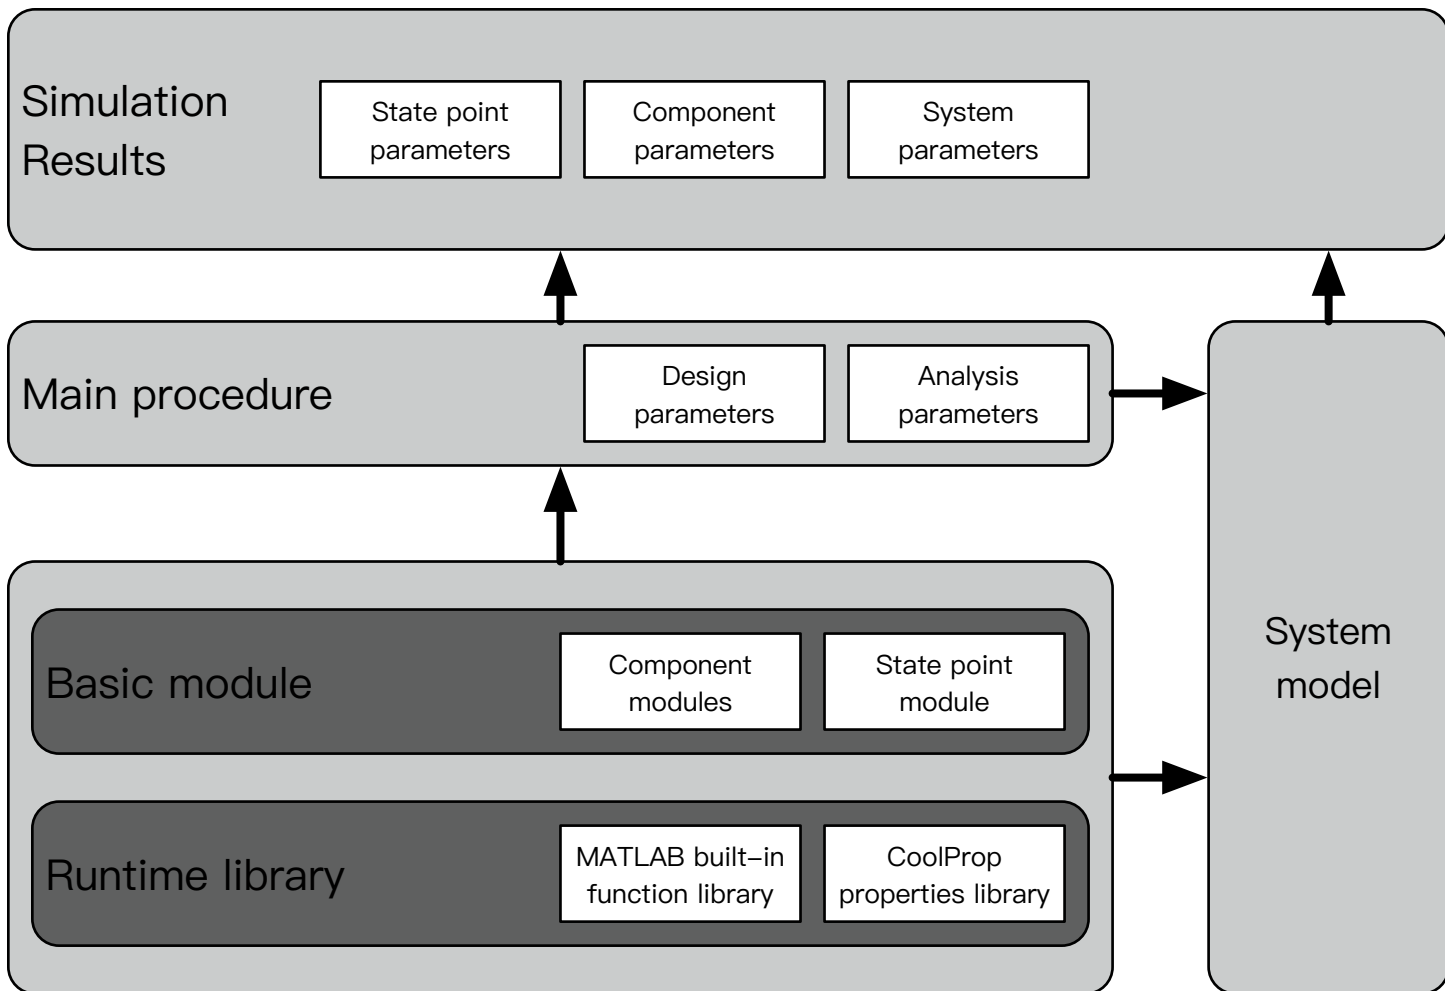 Simulation
Results
State point
parameters
Component
parameters
System
parameters
Main procedure
Design
parameters
Analysis
parameters
Basic module
Component
modules
State point
module
Runtime library
MATLAB built-in
function library
CoolProp
properties library
System
model